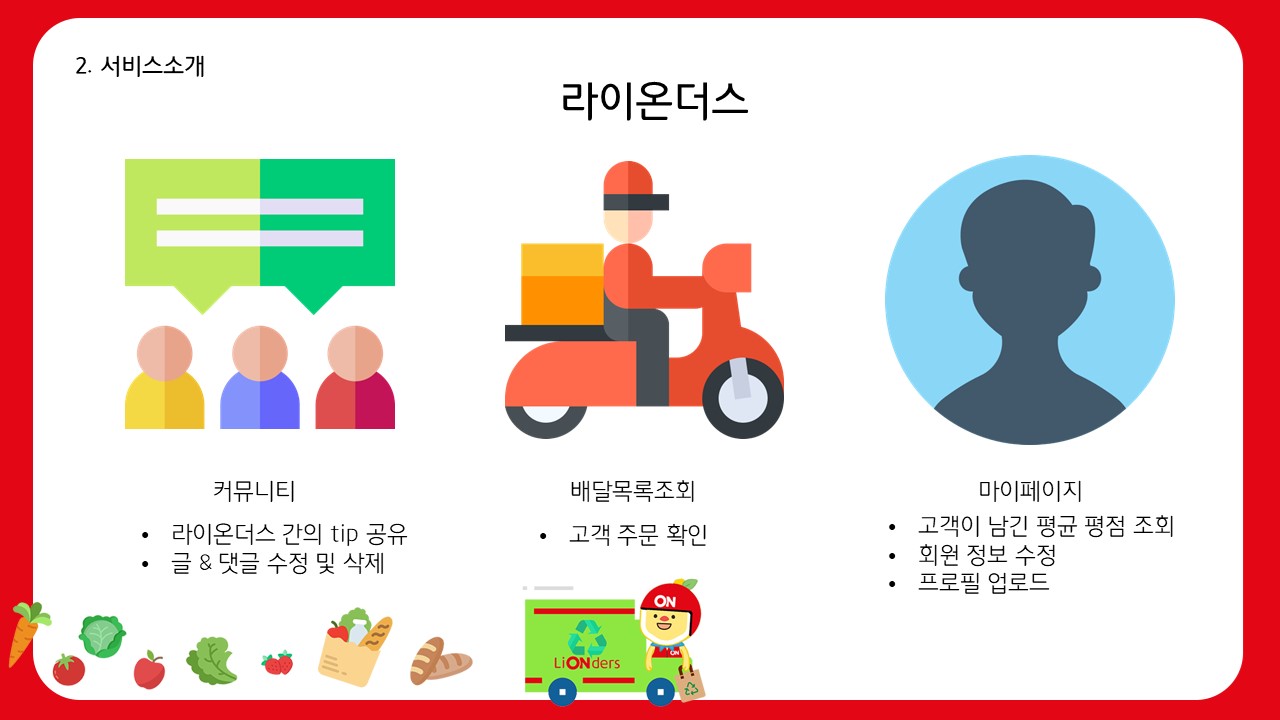 2. 서비스소개
라이온더스
커뮤니티
• 라이온더스 간의 tip 공유
• 글 & 댓글 수정 및 삭제
배달목록조회
• 고객 주문 확인
마이페이지
• 고객이 남긴 평균 평점 조회
• 회원 정보 수정
• 프로필 업로드
ON
LiONders
ON